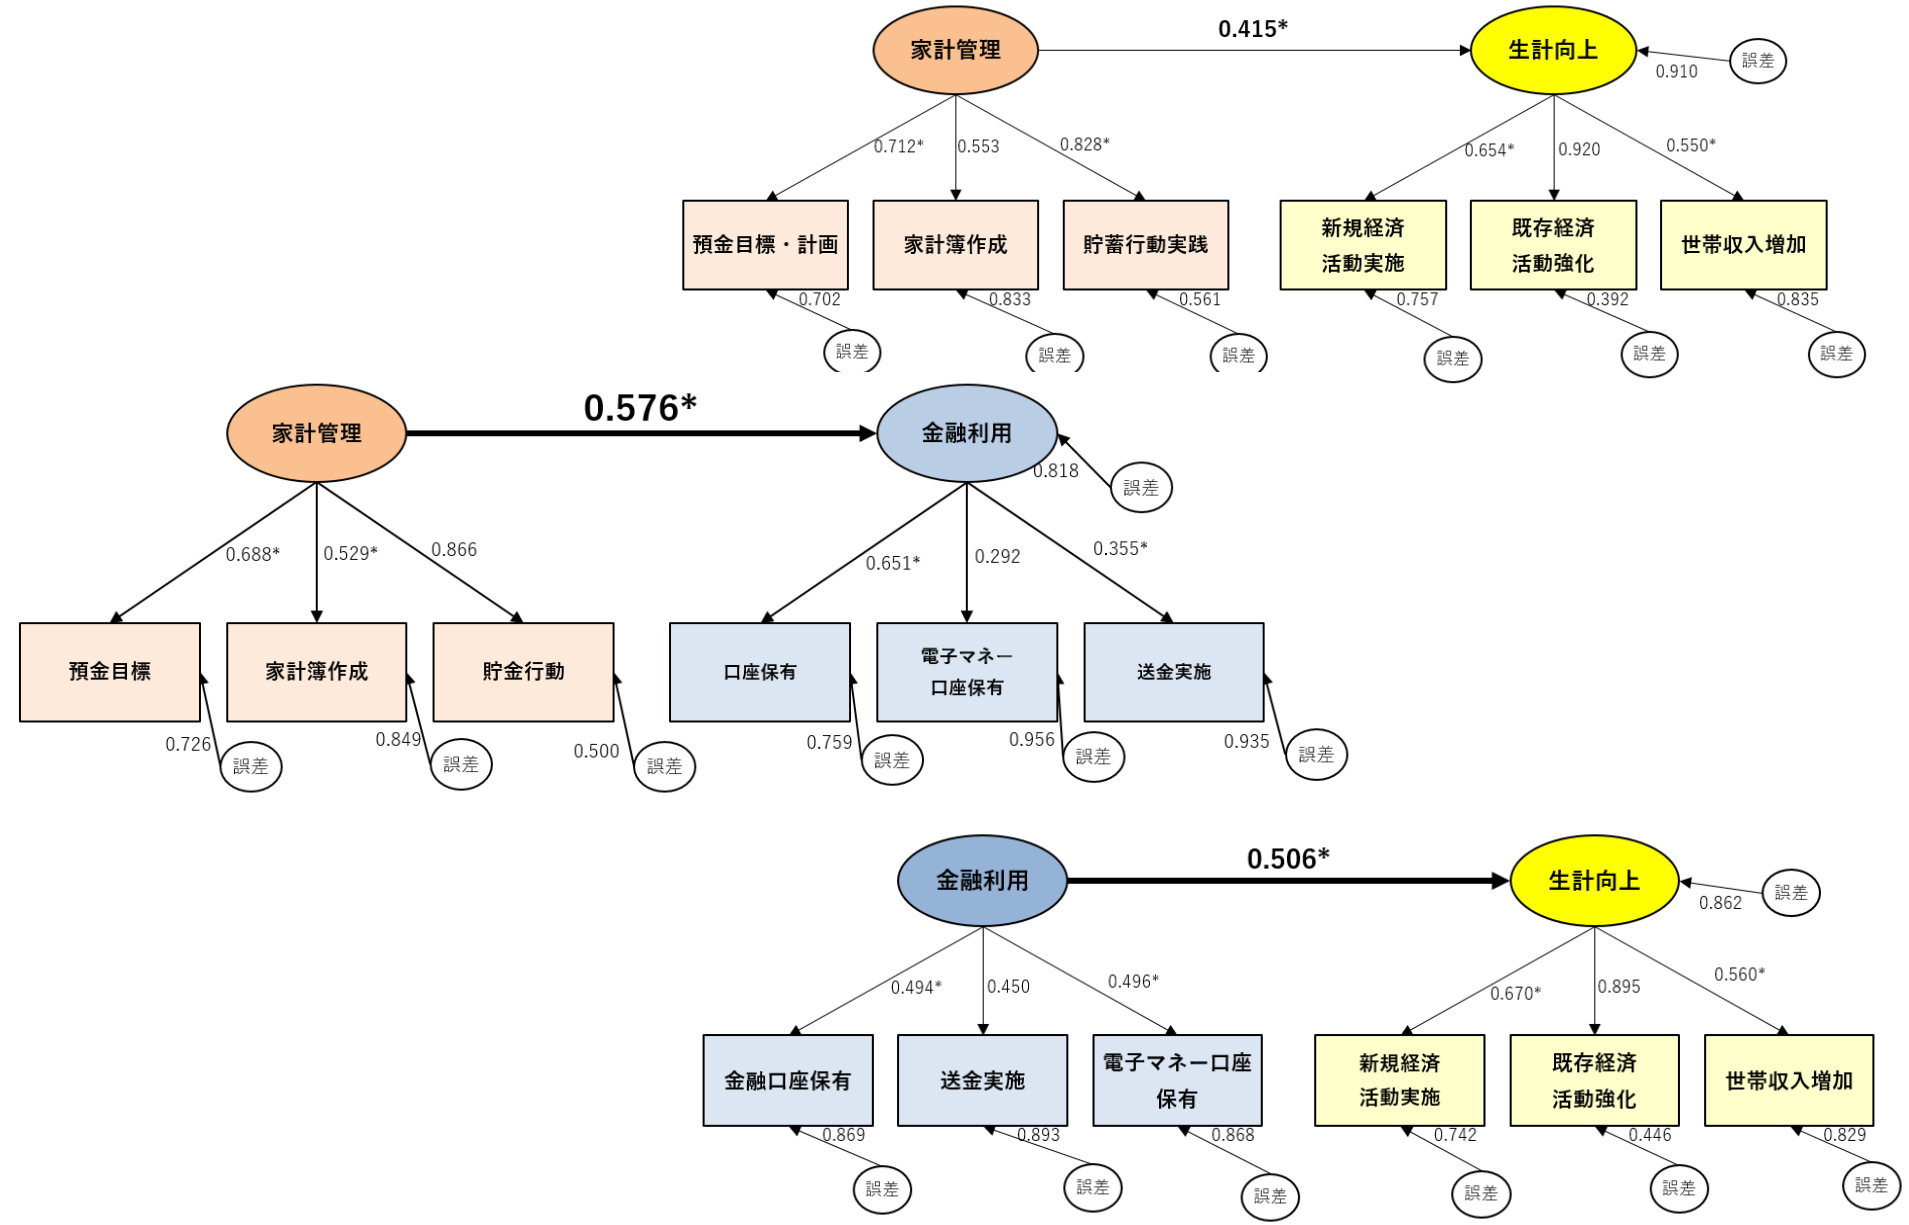 家計管理
0.415*
生計向上
0.910
誤差
0.712*
0.553
0.828*
0.654*
0.920
0.550*
預金目標・計画
家計簿作成
貯蓄行動実践
新規経済
活動実施
既存経済
活動強化
世帯収入増加
0.702
0.833
0.561
0.757
0.392
0.835
誤差
誤差
誤差
誤差
誤差
誤差
家計管理
0.576*
金融利用
0.818
誤差
0.688*
0.529*
0.866
0.651*
0.292
0.355*
預金目標
家計簿作成
貯金行動
口座保有
電子マネー
口座保有
送金実施
0.726
0.849
0.500
0.759
0.956
0.935
誤差
誤差
誤差
誤差
誤差
誤差
金融利用
0.506*
生計向上
0.862
誤差
0.494*
0.450
0.496*
0.670*
0.895
0.560*
金融口座保有
送金実施
電子マネー口座
保有
新規経済
活動実施
既存経済
活動強化
世帯収入増加
0.869
0.893
0.868
0.742
0.446
0.829
誤差
誤差
誤差
誤差
誤差
誤差